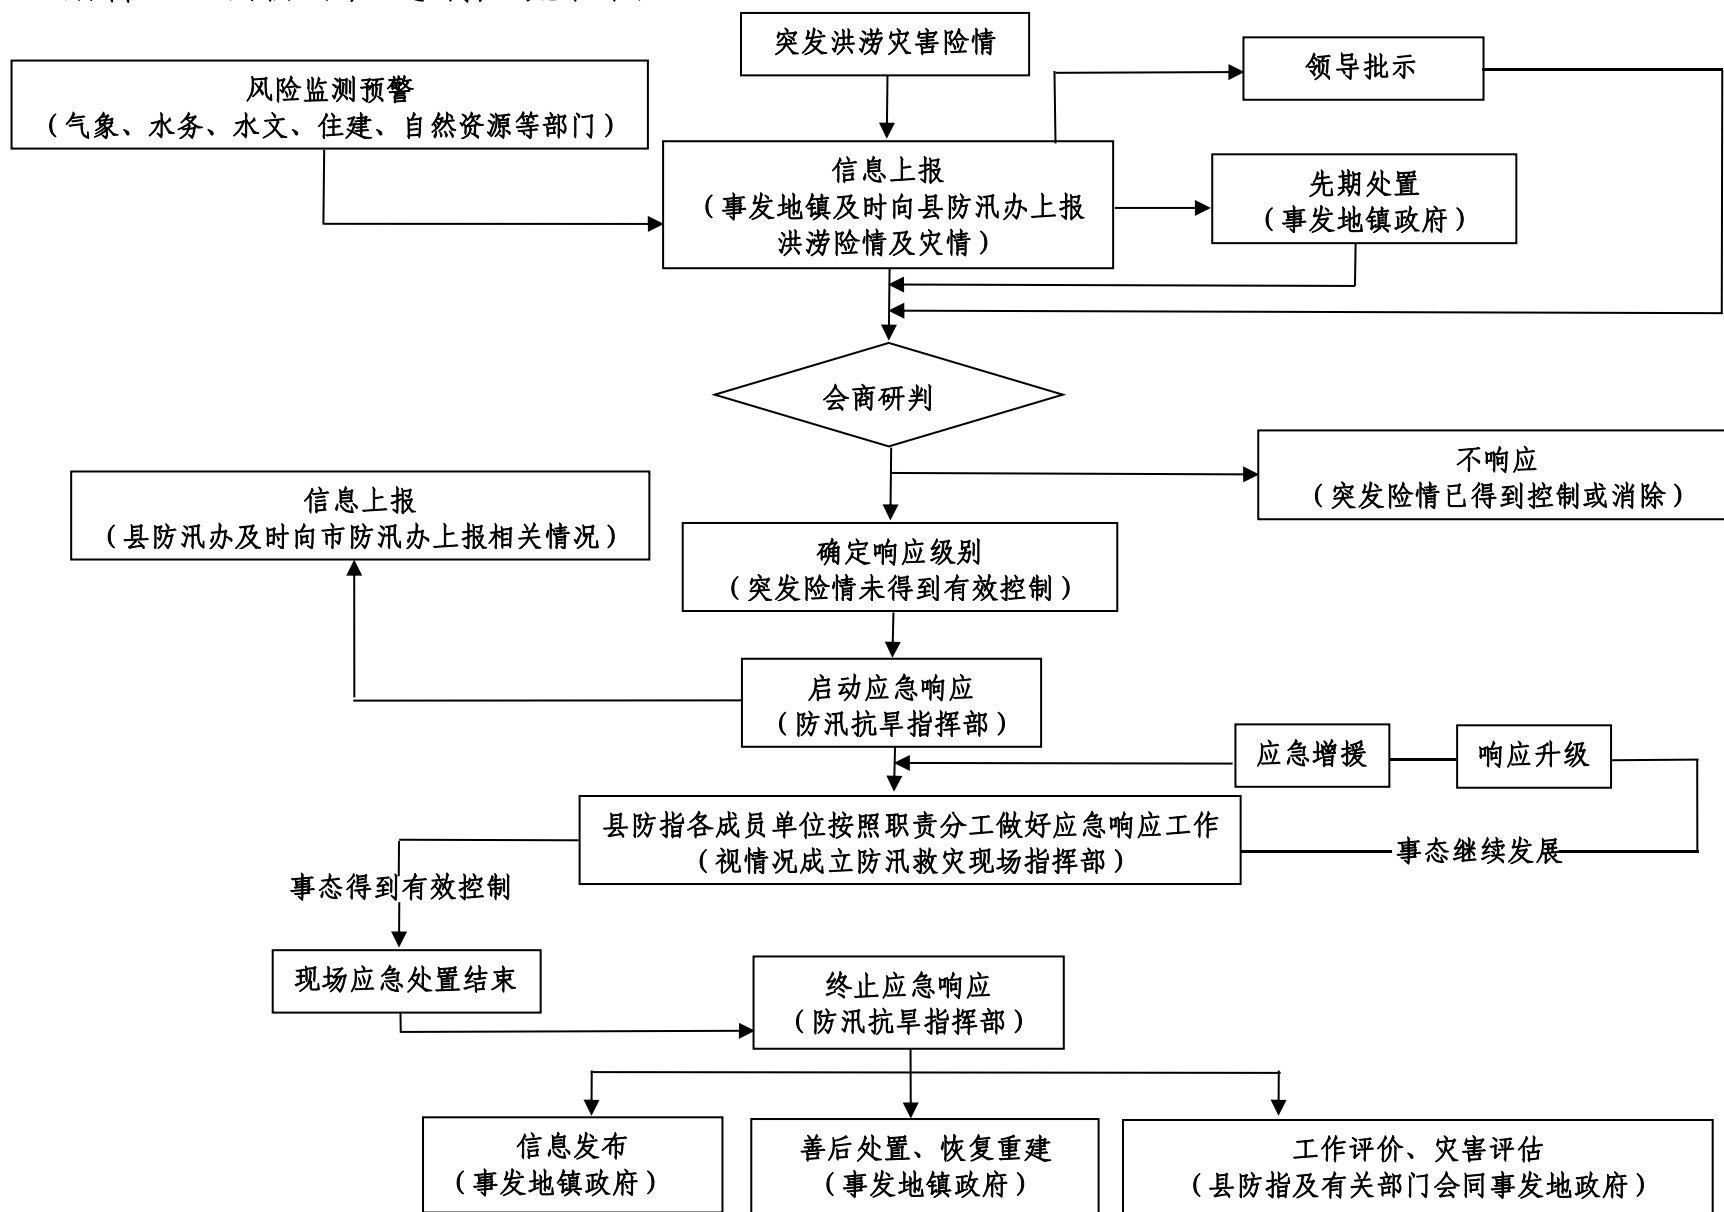 突发洪涝灾害险情
领导批示
风险监测预警
（气象、水务、水文、住建、自然资源等部门）
信息上报
（事发地镇及时向县防汛办上报
洪涝险情及灾情）
先期处置
（事发地镇政府）
会商研判
不响应
（突发险情已得到控制或消除）
信息上报
（县防汛办及时向市防汛办上报相关情况）
确定响应级别
（突发险情未得到有效控制）
启动应急响应
（防汛抗旱指挥部）
应急增援
响应升级
县防指各成员单位按照职责分工做好应急响应工作
（视情况成立防汛救灾现场指挥部）
事态继续发展
事态得到有效控制
现场应急处置结束
终止应急响应
（防汛抗旱指挥部）
信息发布
（事发地镇政府）
善后处置、恢复重建
（事发地镇政府）
工作评价、灾害评估
（县防指及有关部门会同事发地政府）